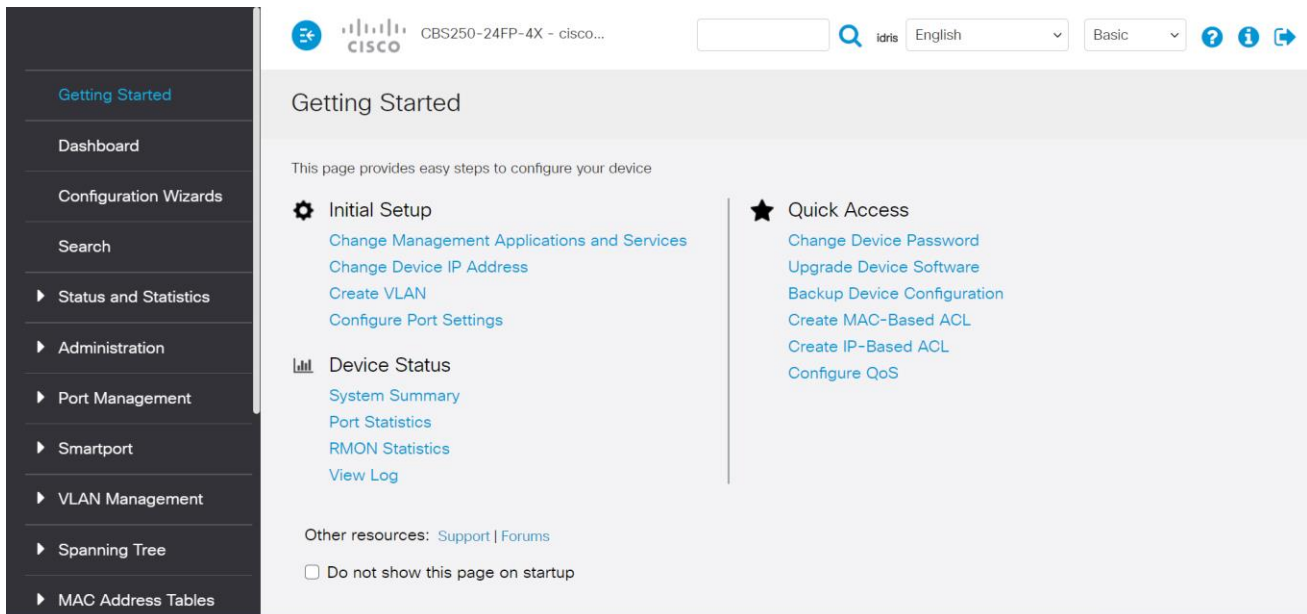 CISCO
CBS250-24FP-4X - cisco...
idris
English
Basic
Getting Started
Dashboard
Configuration Wizards
Search
Status and Statistics
Administration
Port Management
Smartport
VLAN Management
Spanning Tree
MAC Address Tables
Getting Started
This page provides easy steps to configure your device
Initial Setup
Change Management Applications and Services
Change Device IP Address
Create VLAN
Configure Port Settings
Device Status
System Summary
Port Statistics
RMON Statistics
View Log
Quick Access
Change Device Password
Upgrade Device Software
Backup Device Configuration
Create MAC-Based ACL
Create IP-Based ACL
Configure QoS
Other resources: Support | Forums
Do not show this page on startup